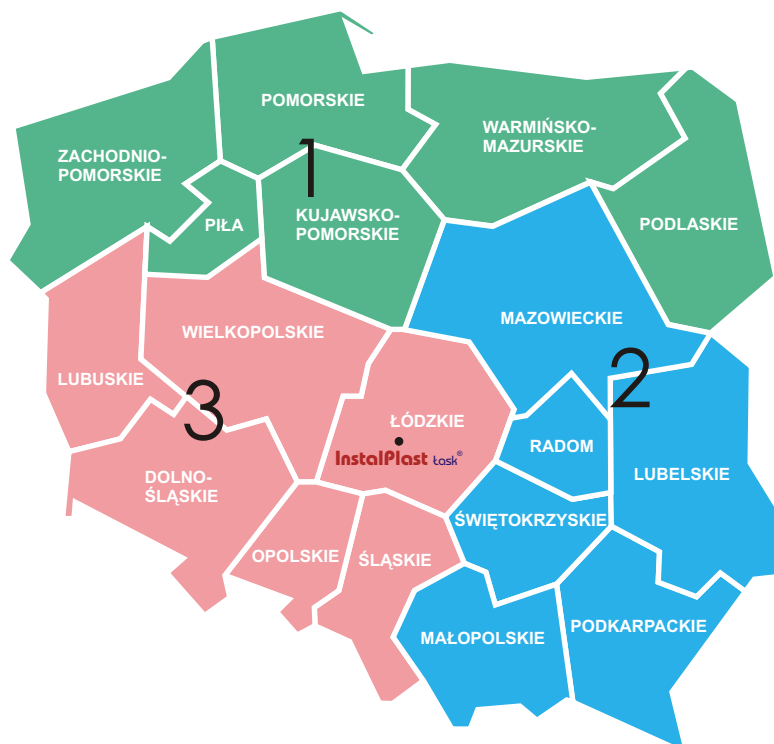 POMORSKIE
WARMIŃSKO-
MAZURSKIE
ZACHODNIO-
POMORSKIE
1
PIŁA
KUJAWSKO-
POMORSKIE
PODLASKIE
MAZOWIECKIE
WIELKOPOLSKIE
LUBUSKIE
2
3
ŁÓDZKIE
InstalPlast Łask®
RADOM
LUBELSKIE
DOLNO-
ŚLĄSKIE
ŚWIĘTOKRZYSKIE
OPOLSKIE
ŚLĄSKIE
MAŁOPOLSKIE
PODKARPACKIE